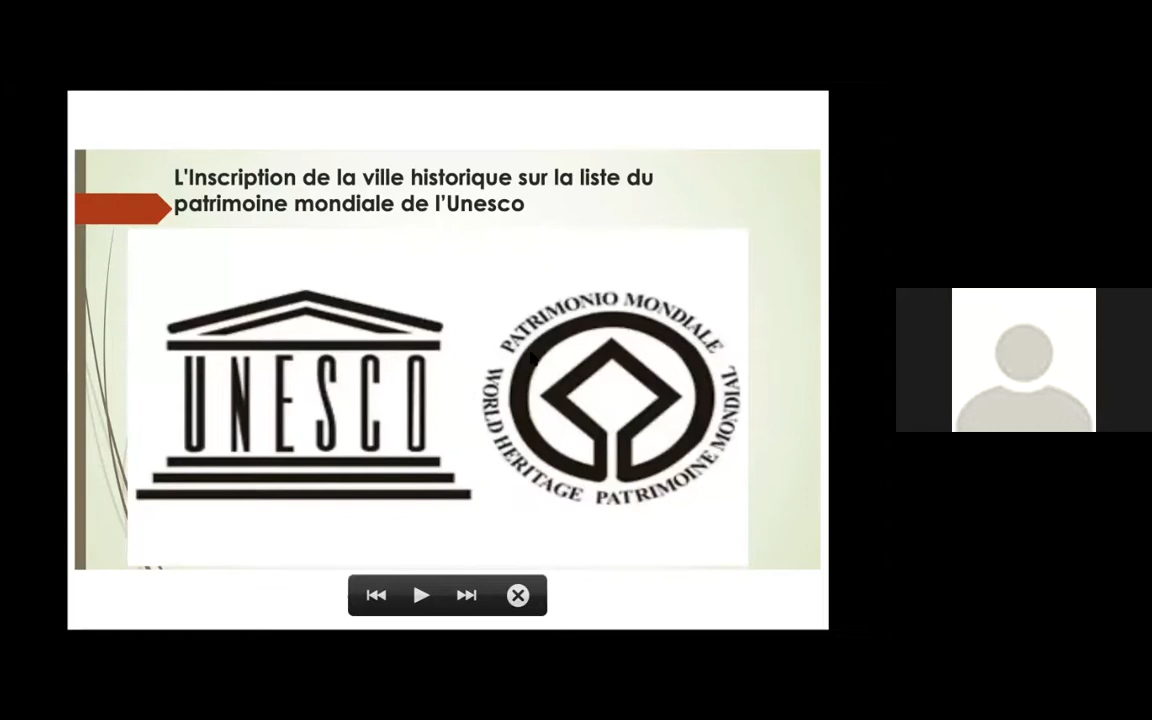 L'Inscription de la ville historique sur la liste du
patrimoine mondiale de l'Unesco
UNESCO
PATRIMONIO MONDIALE
WORLD HERITAGE
PATRIMOINE MONDIAL